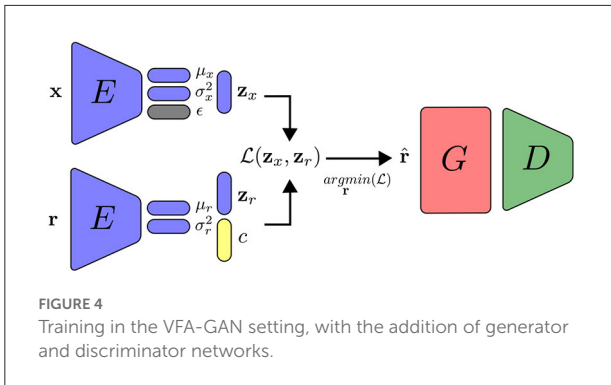 x E μx σ²x ϵ zx
L(zx, zr) argmin(L) r r̂ G D
r E μr σ²r zr c
FIGURE 4
Training in the VFA-GAN setting, with the addition of generator
and discriminator networks.